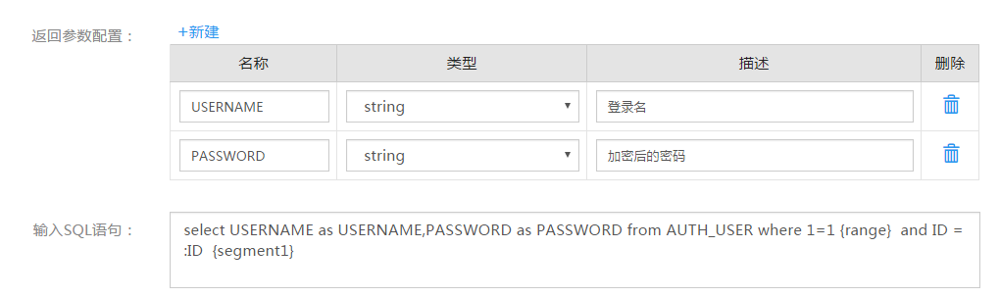 返回参数配置：
+新建
名称 类型 描述 删除
USERNAME string 登录名
PASSWORD string 加密后的密码
输入SQL语句：
select USERNAME as USERNAME,PASSWORD as PASSWORD from AUTH_USER where 1=1 {range}  and ID =
:ID  {segment1}